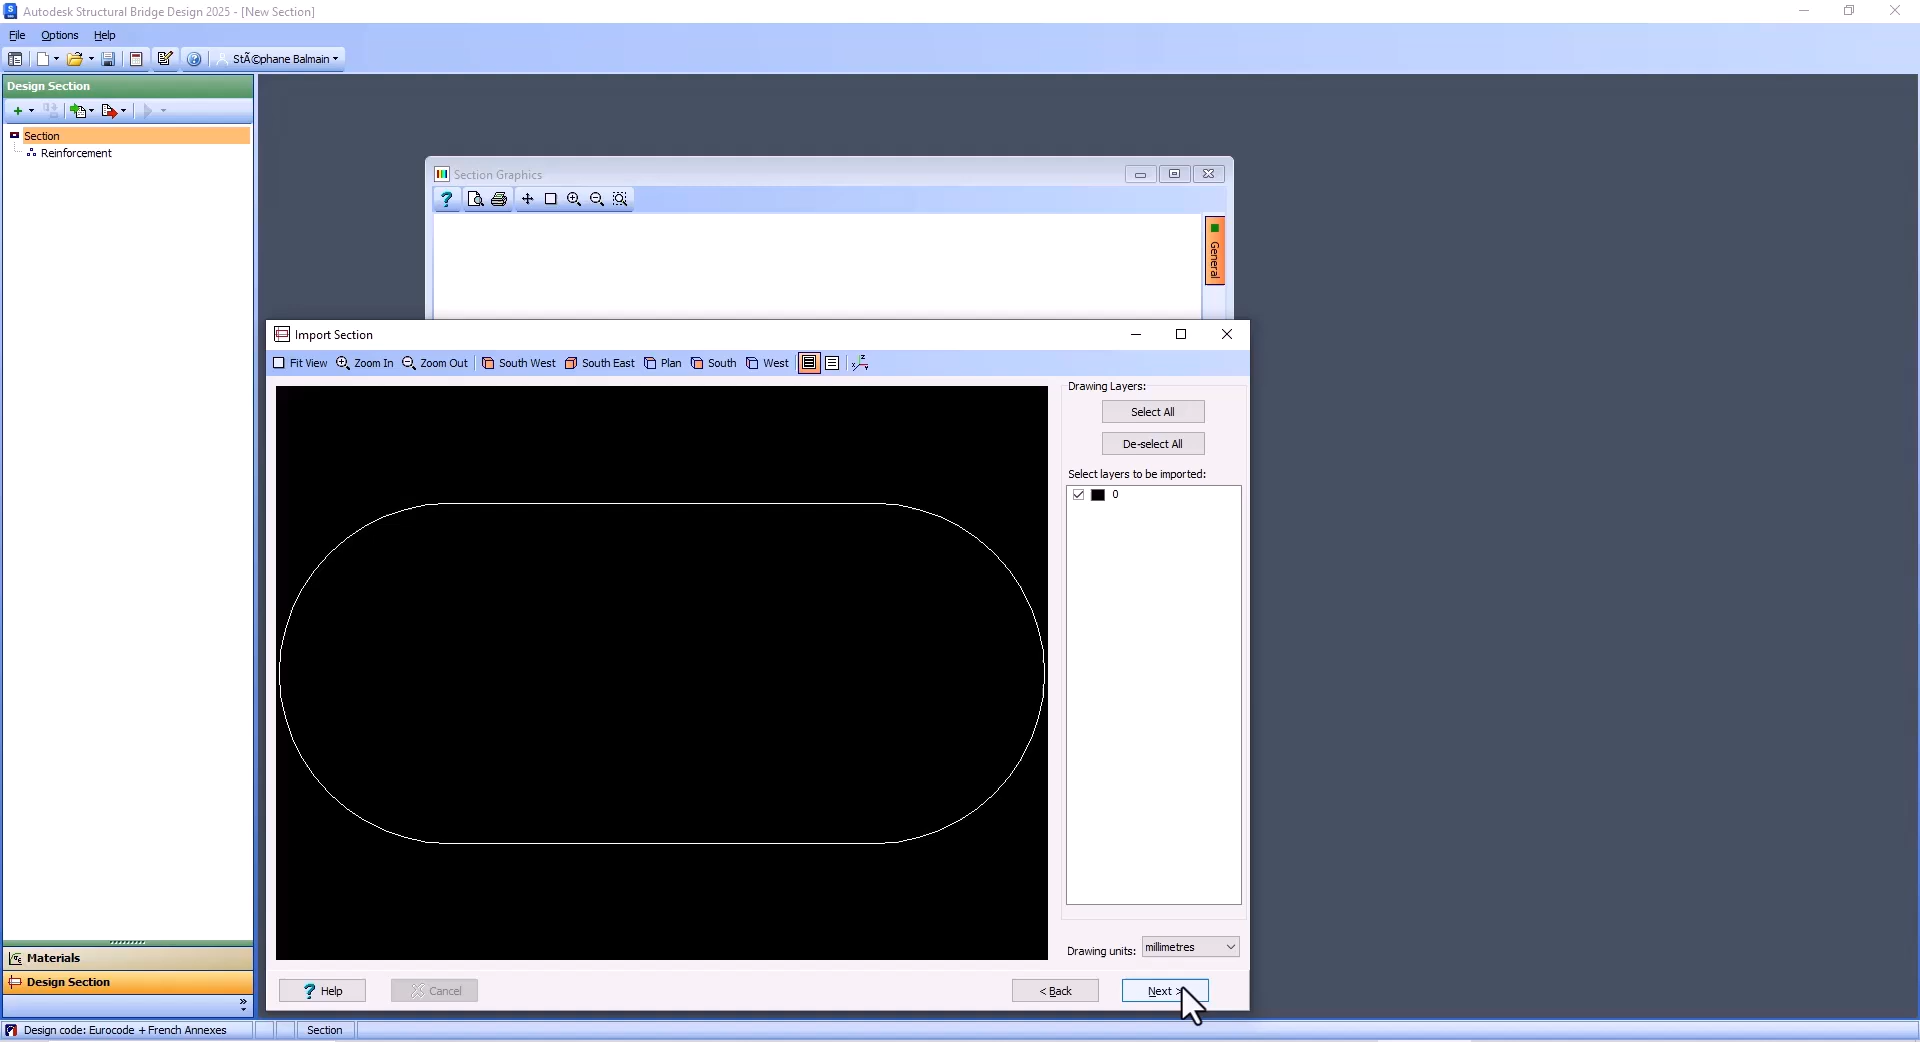 Autodesk Structural Bridge Design 2025 - [New Section]
File Options Help
StÃ©phane Balmain
Design Section
Section
Reinforcement
Section Graphics
General
Import Section
Fit View Zoom In Zoom Out South West South East Plan South West
Drawing Layers:
Select All
De-select All
Select layers to be imported:
0
Drawing units: millimetres
? Help Cancel < Back Next >
Materials
Design Section
Design code: Eurocode + French Annexes Section